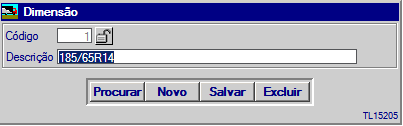 Dimensão
Código 1
Descrição 185/65R14
Procurar Novo Salvar Excluir
TL15205